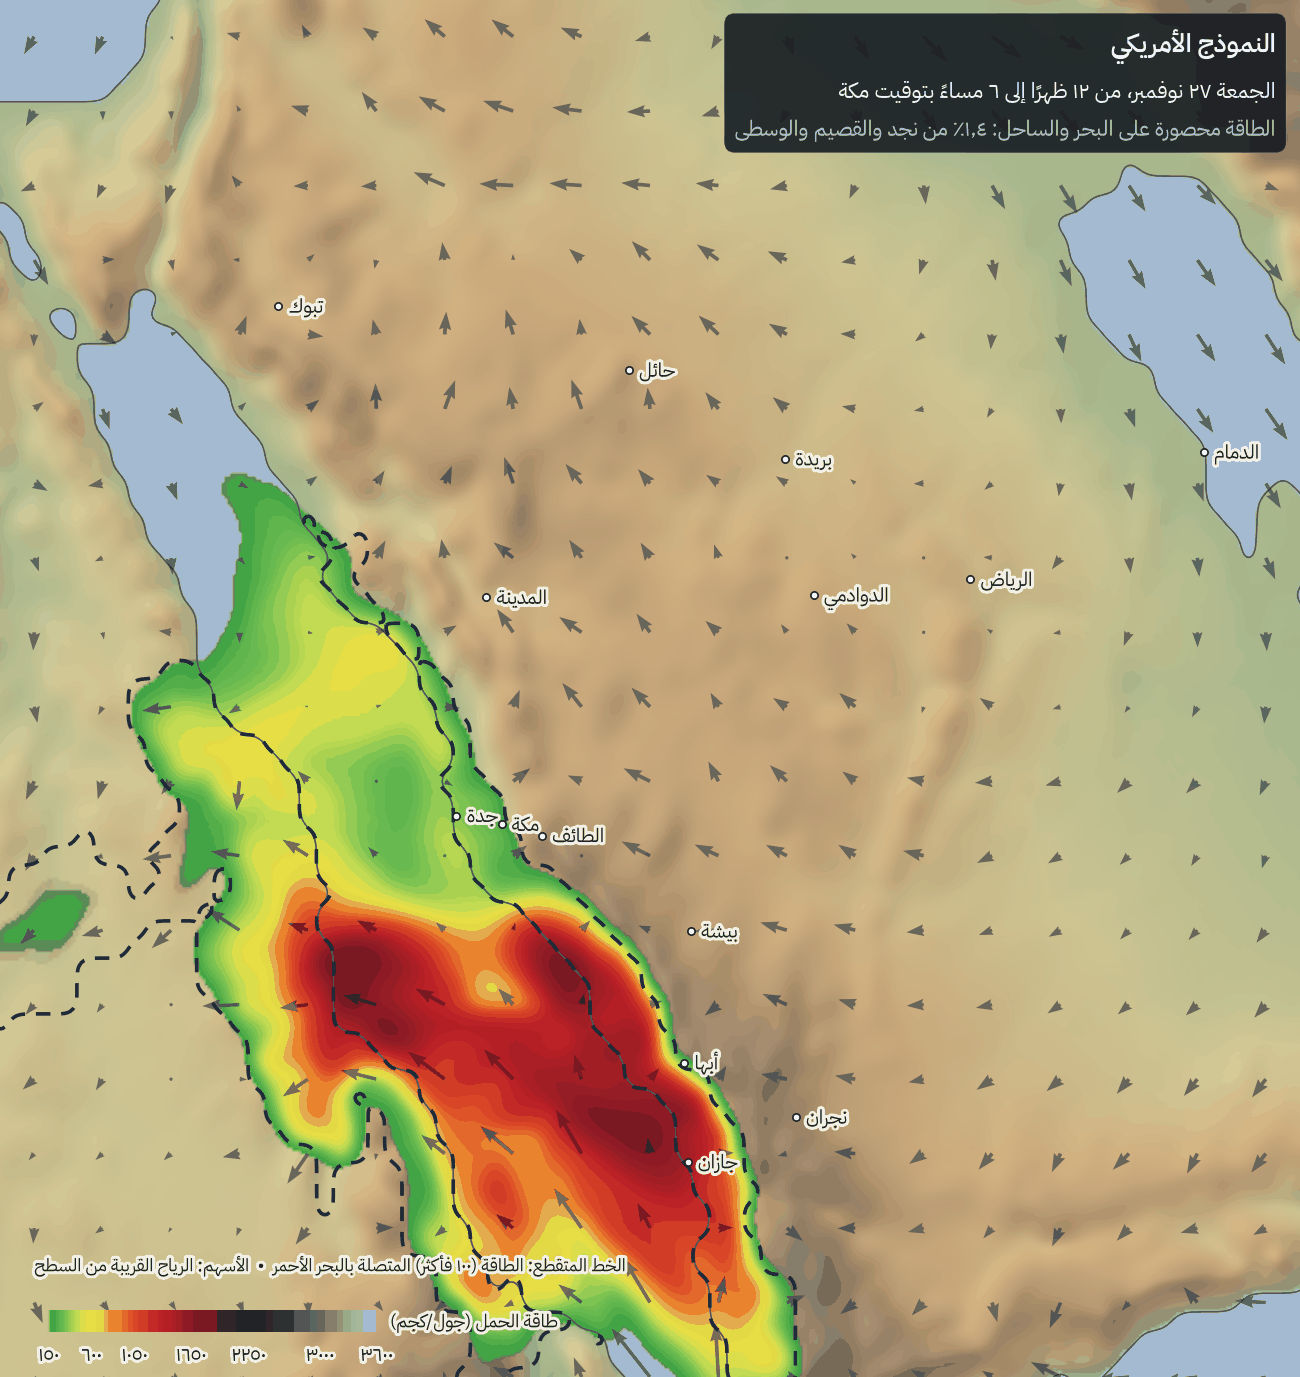 النموذج الأمريكي
الجمعة ٢٧ نوفمبر، من ١٢ ظهرًا إلى ٦ مساءً بتوقيت مكة
الطاقة محصورة على البحر والساحل: ١,٤٪ من نجد والقصيم والوسطى
تبوك
حائل
الدمام
بريدة
الرياض
الدوادمي
المدينة
جدة
مكة
الطائف
بيشة
أبها
نجران
جازان
الخط المتقطع: الطاقة (١٠ فأكثر) المتصلة بالبحر الأحمر • الأسهم: الرياح القريبة من السطح
طاقة الحمل (جول/كجم)
١٥٠ ٦٠٠ ١٠٥٠ ١٦٥٠ ٢٢٥٠ ٣٠٠٠ ٣٦٠٠